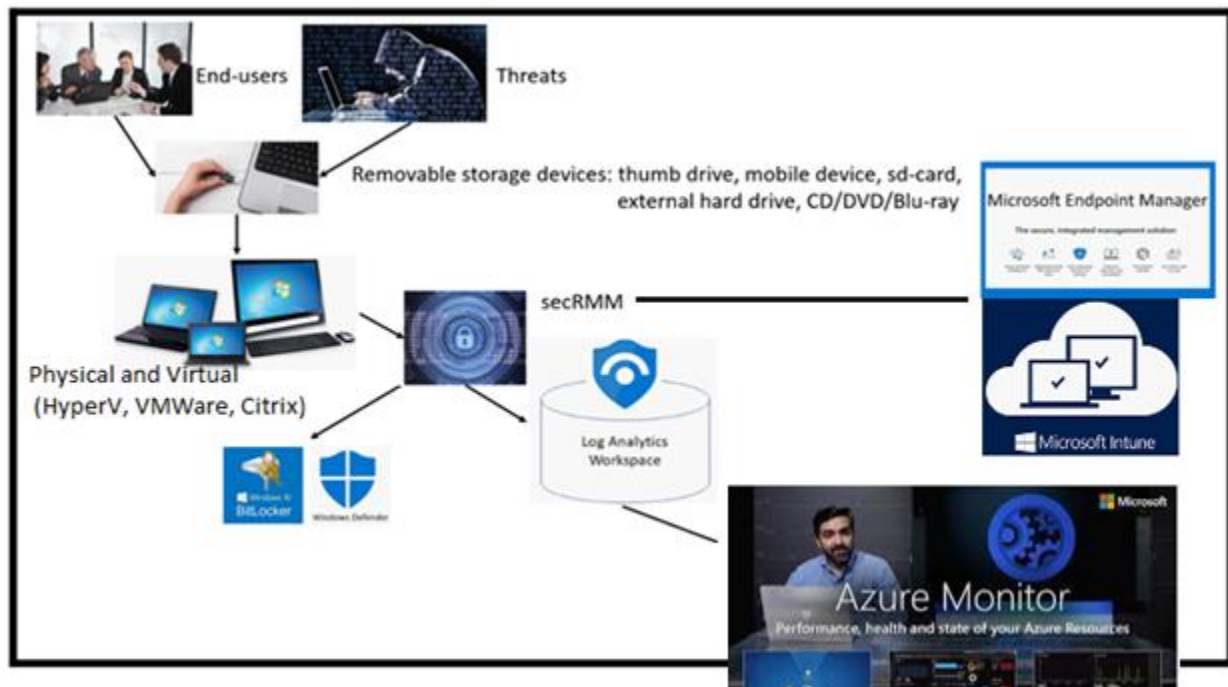 End-users
Threats
Removable storage devices: thumb drive, mobile device, sd-card,
external hard drive, CD/DVD/Blu-ray
Microsoft Endpoint Manager
The secure, integrated management solution
secRMM
Physical and Virtual
(HyperV, VMWare, Citrix)
Log Analytics
Workspace
Microsoft Intune
Windows 10
BitLocker
Windows Defender
Microsoft
Azure Monitor
Performance, health and state of your Azure Resources